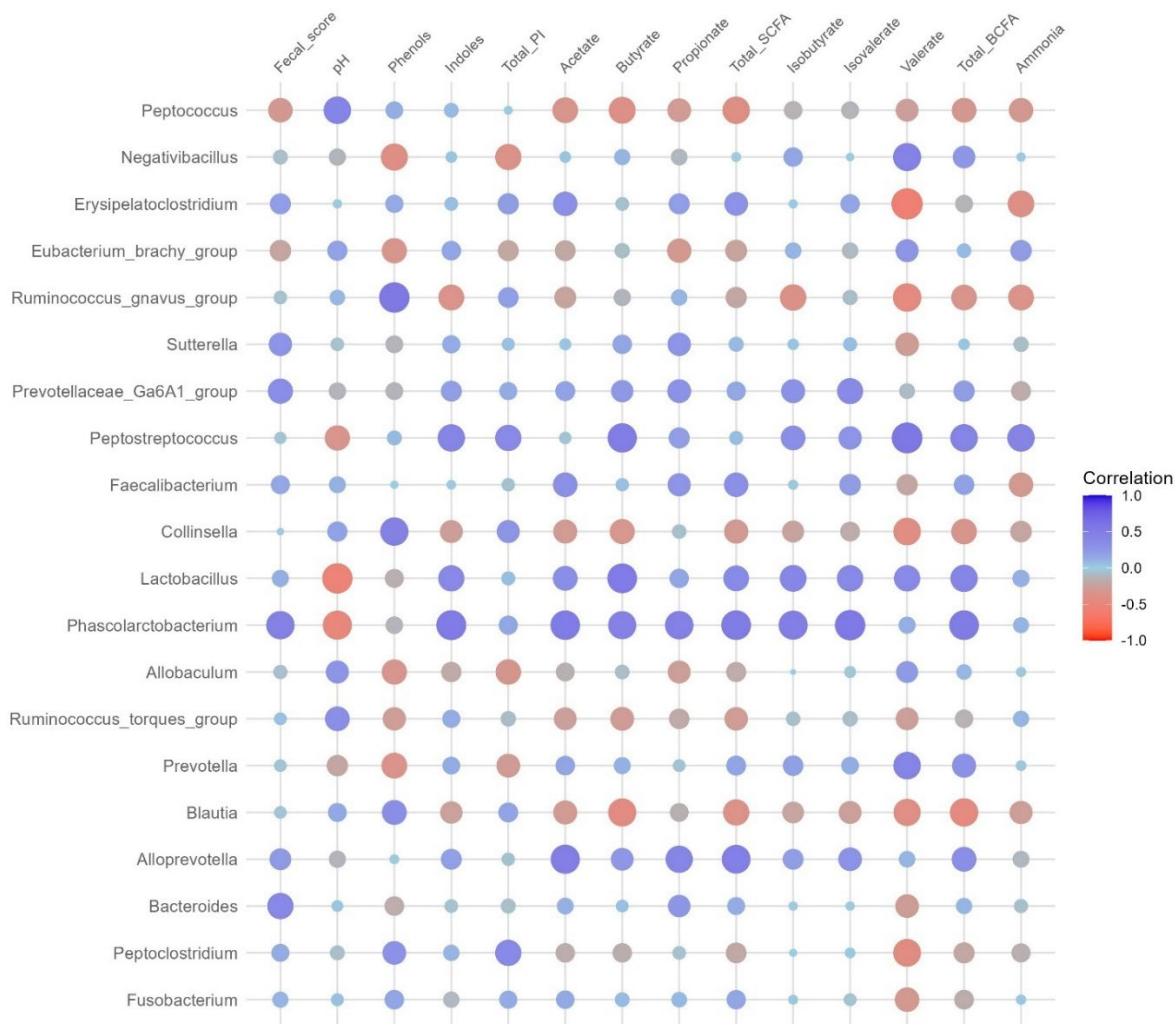 Fecal_score
pH
Phenols
Indoles
Total_PI
Acetate
Butyrate
Propionate
Total_SCFA
Isobutyrate
Isovalerate
Valerate
Total_BCFA
Ammonia
Peptococcus
Negativibacillus
Erysipelatoclostridium
Eubacterium_brachy_group
Ruminococcus_gnavus_group
Sutterella
Prevotellaceae_Ga6A1_group
Peptostreptococcus
Faecalibacterium
Collinsella
Lactobacillus
Phascolarctobacterium
Allobaculum
Ruminococcus_torques_group
Prevotella
Blautia
Alloprevotella
Bacteroides
Peptoclostridium
Fusobacterium
Correlation
1.0
0.5
0.0
-0.5
-1.0